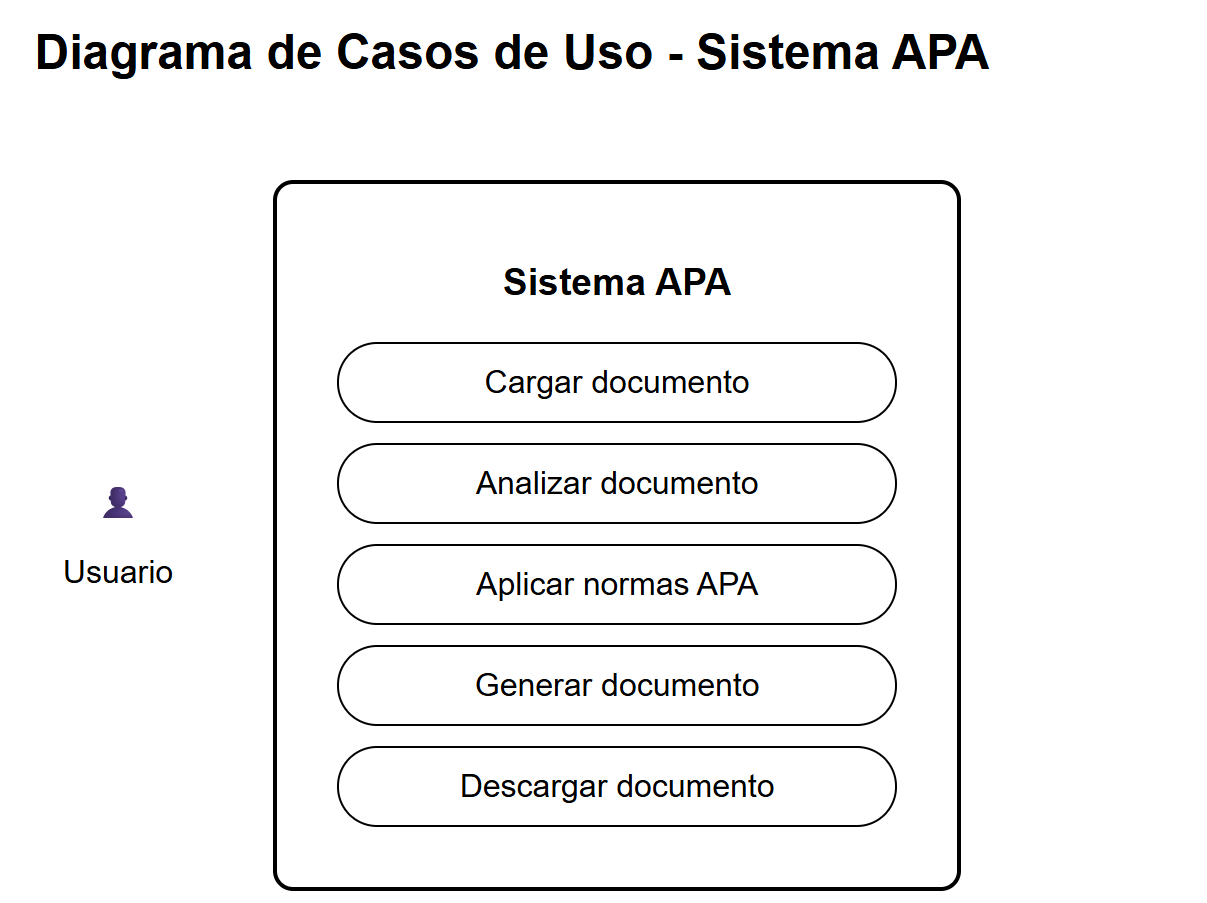 Diagrama de Casos de Uso - Sistema APA
Sistema APA
Cargar documento
Analizar documento
Aplicar normas APA
Usuario
Generar documento
Descargar documento